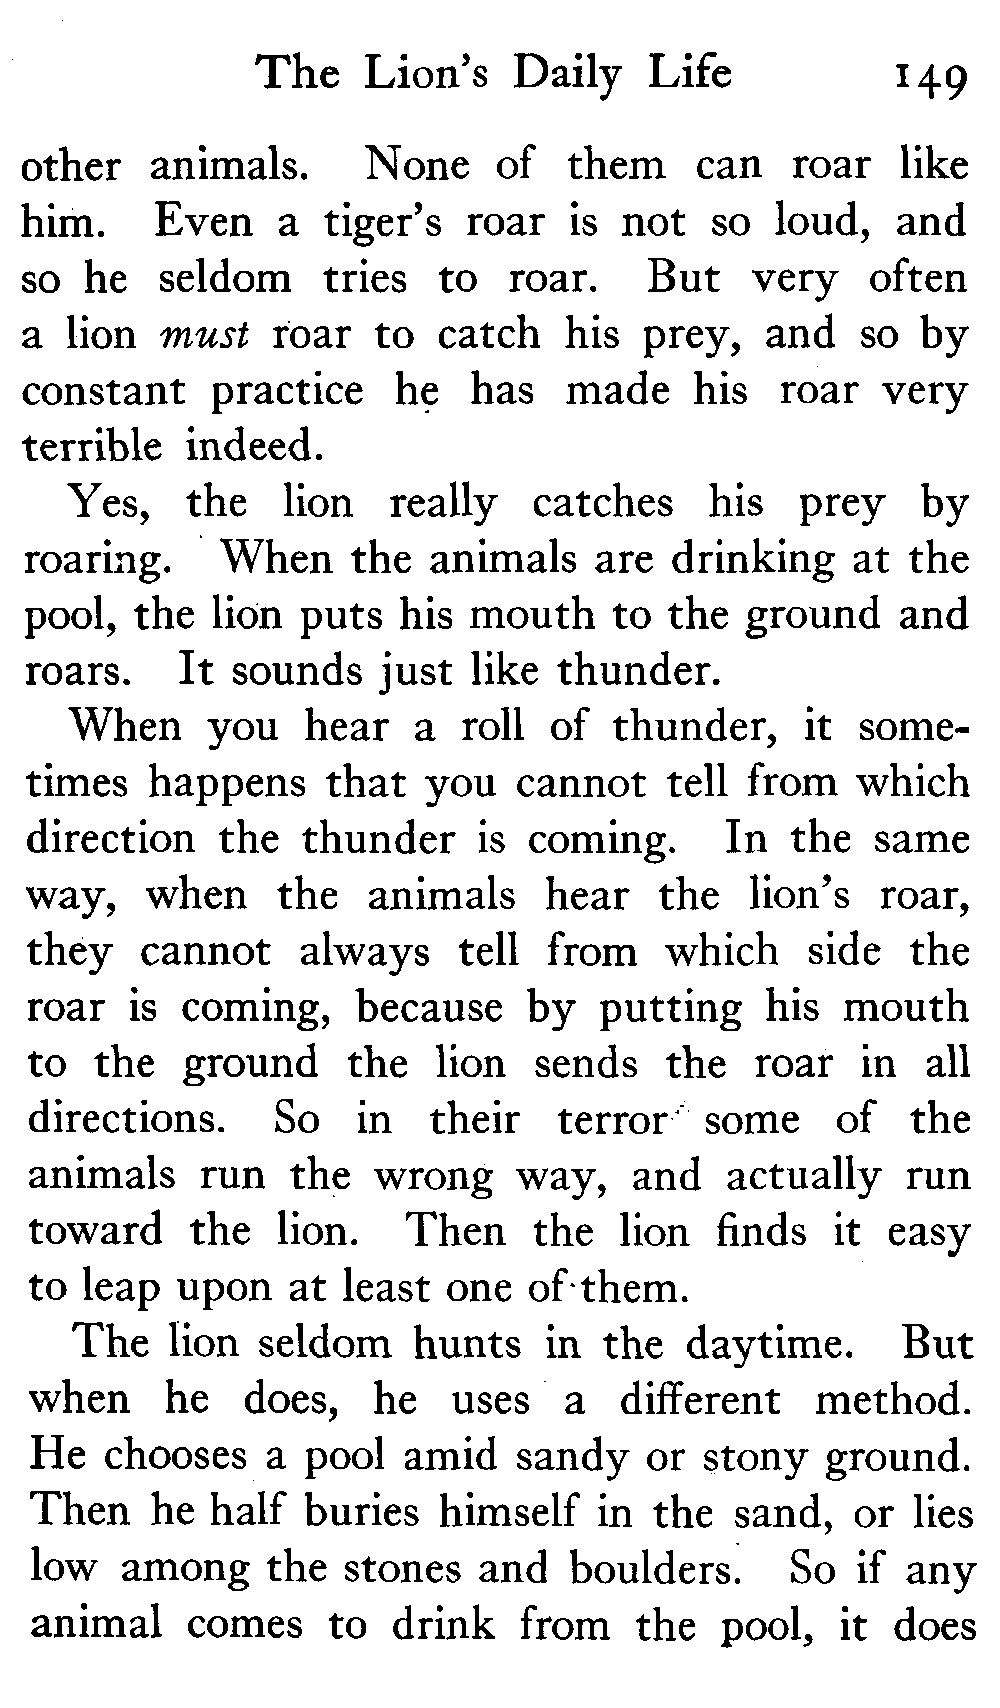 The Lion's Daily Life 149
other animals. None of them can roar like
him. Even a tiger's roar is not so loud, and
so he seldom tries to roar. But very often
a lion must roar to catch his prey, and so by
constant practice he has made his roar very
terrible indeed.
Yes, the lion really catches his prey by
roaring. When the animals are drinking at the
pool, the lion puts his mouth to the ground and
roars. It sounds just like thunder.
When you hear a roll of thunder, it some-
times happens that you cannot tell from which
direction the thunder is coming. In the same
way, when the animals hear the lion's roar,
they cannot always tell from which side the
roar is coming, because by putting his mouth
to the ground the lion sends the roar in all
directions. So in their terror some of the
animals run the wrong way, and actually run
toward the lion. Then the lion finds it easy
to leap upon at least one of them.
The lion seldom hunts in the daytime. But
when he does, he uses a different method.
He chooses a pool amid sandy or stony ground.
Then he half buries himself in the sand, or lies
low among the stones and boulders. So if any
animal comes to drink from the pool, it does